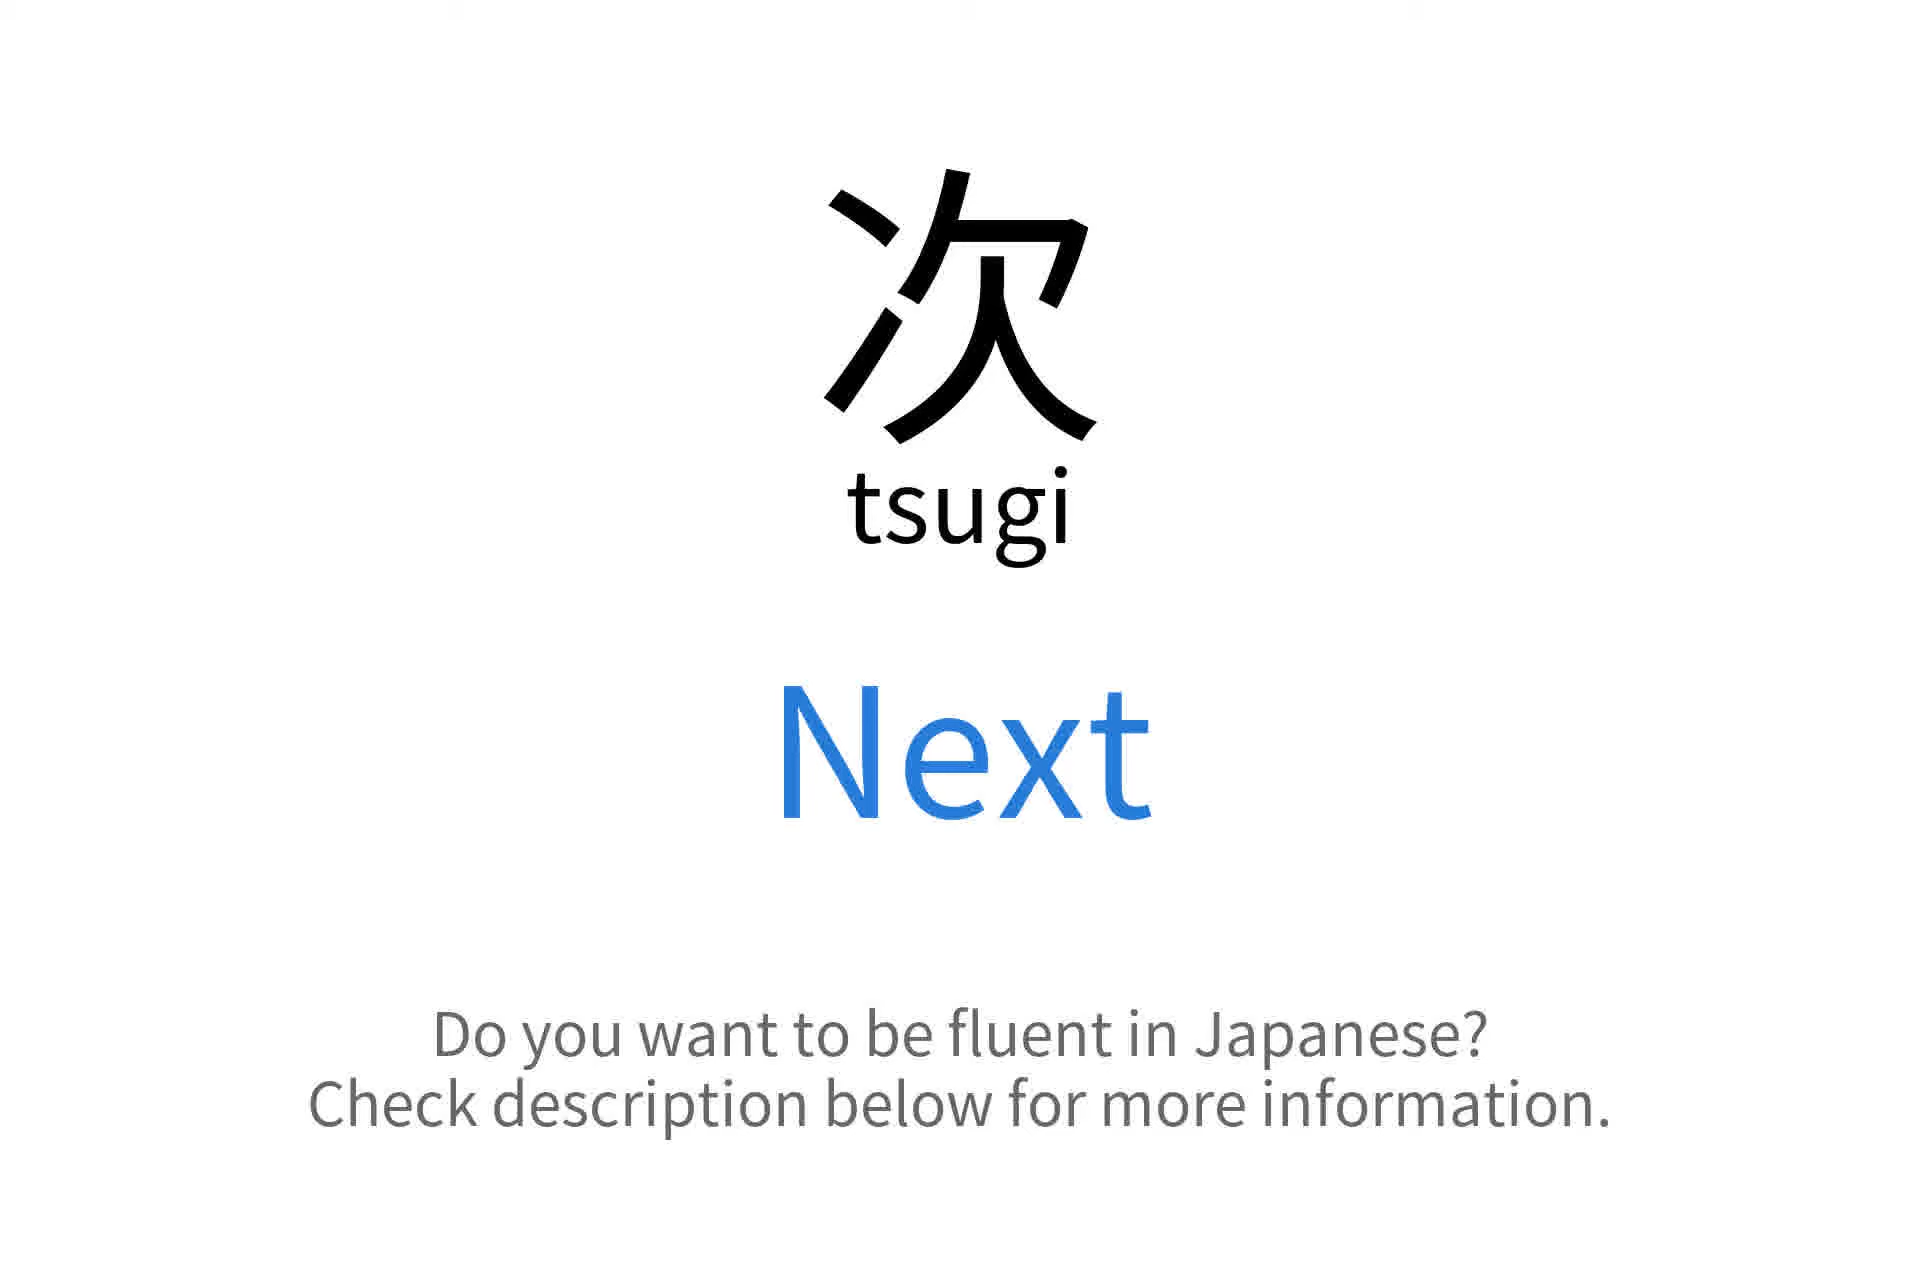 次
tsugi
Next
Do you want to be fluent in Japanese?
Check description below for more information.